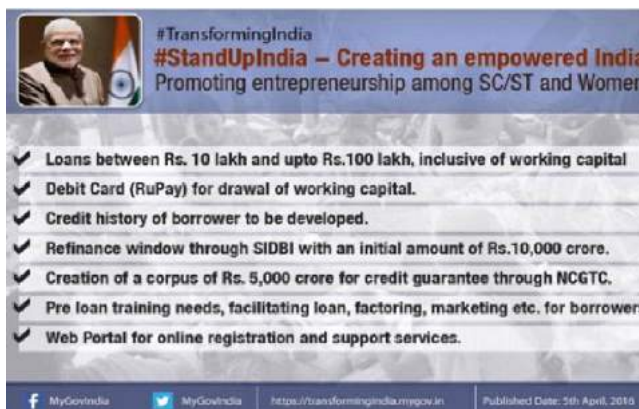 #TransformingIndia
#StandUpIndia – Creating an empowered India
Promoting entrepreneurship among SC/ST and Women
Loans between Rs. 10 lakh and upto Rs.100 lakh, inclusive of working capital
Debit Card (RuPay) for drawal of working capital.
Credit history of borrower to be developed.
Refinance window through SIDBI with an initial amount of Rs.10,000 crore.
Creation of a corpus of Rs. 5,000 crore for credit guarantee through NCGTC.
Pre loan training needs, facilitating loan, factoring, marketing etc. for borrower
Web Portal for online registration and support services.
MyGovIndia MyGovIndia https://transformingindia.mygov.in Published Date: 5th April, 2016